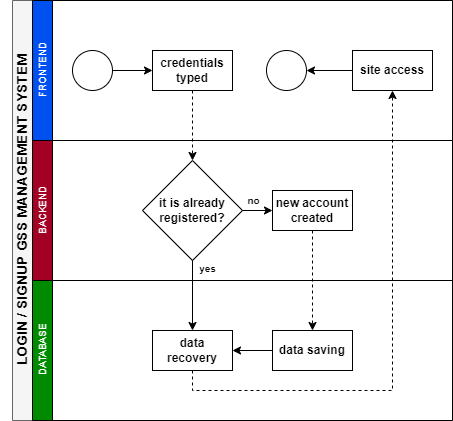 LOGIN / SIGNUP GSS MANAGEMENT SYSTEM
FRONTEND
credentials
typed
site access
BACKEND
it is already
registered?
no
new account
created
yes
DATABASE
data
recovery
data saving